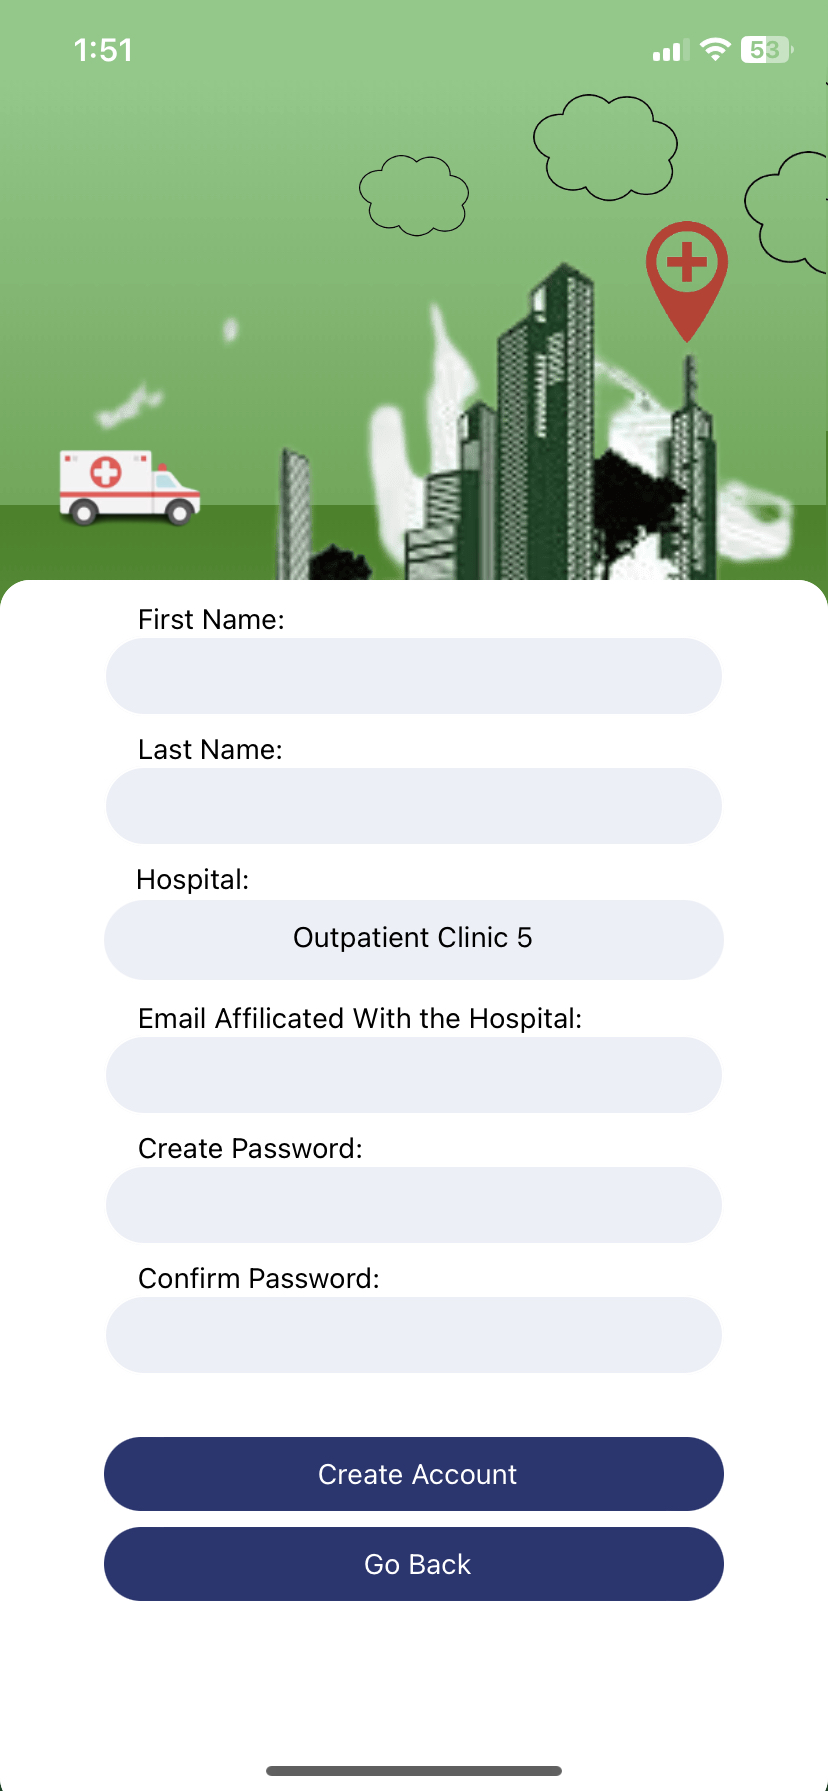 1:51
53
First Name:
Last Name:
Hospital:
Outpatient Clinic 5
Email Affilicated With the Hospital:
Create Password:
Confirm Password:
Create Account
Go Back